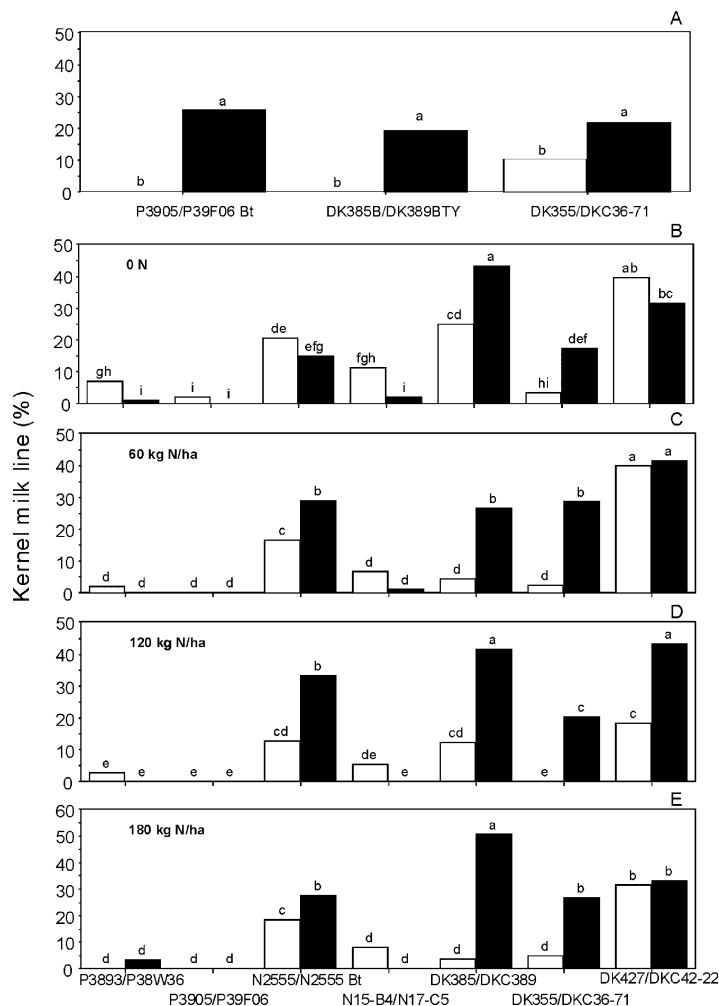 A
50
40
30
20
10
0
b a b a b a
P3905/P39F06 Bt DK385B/DK389BTY DK355/DKC36-71
Kernel milk line (%)
B
0 N
50
40
30
20
10
0
gh i i i de efg fgh i cd a hi def ab bc
C
60 kg N/ha
50
40
30
20
10
0
d d d d c b d d d b d b a a
D
120 kg N/ha
50
40
30
20
10
0
e e e e cd b de e cd a e c c a
E
180 kg N/ha
60
50
40
30
20
10
0
d d d d c b d d d a d b b b
P3893/P38W36 N2555/N2555 Bt DK385/DKC389 DK427/DKC42-22
P3905/P39F06 N15-B4/N17-C5 DK355/DKC36-71